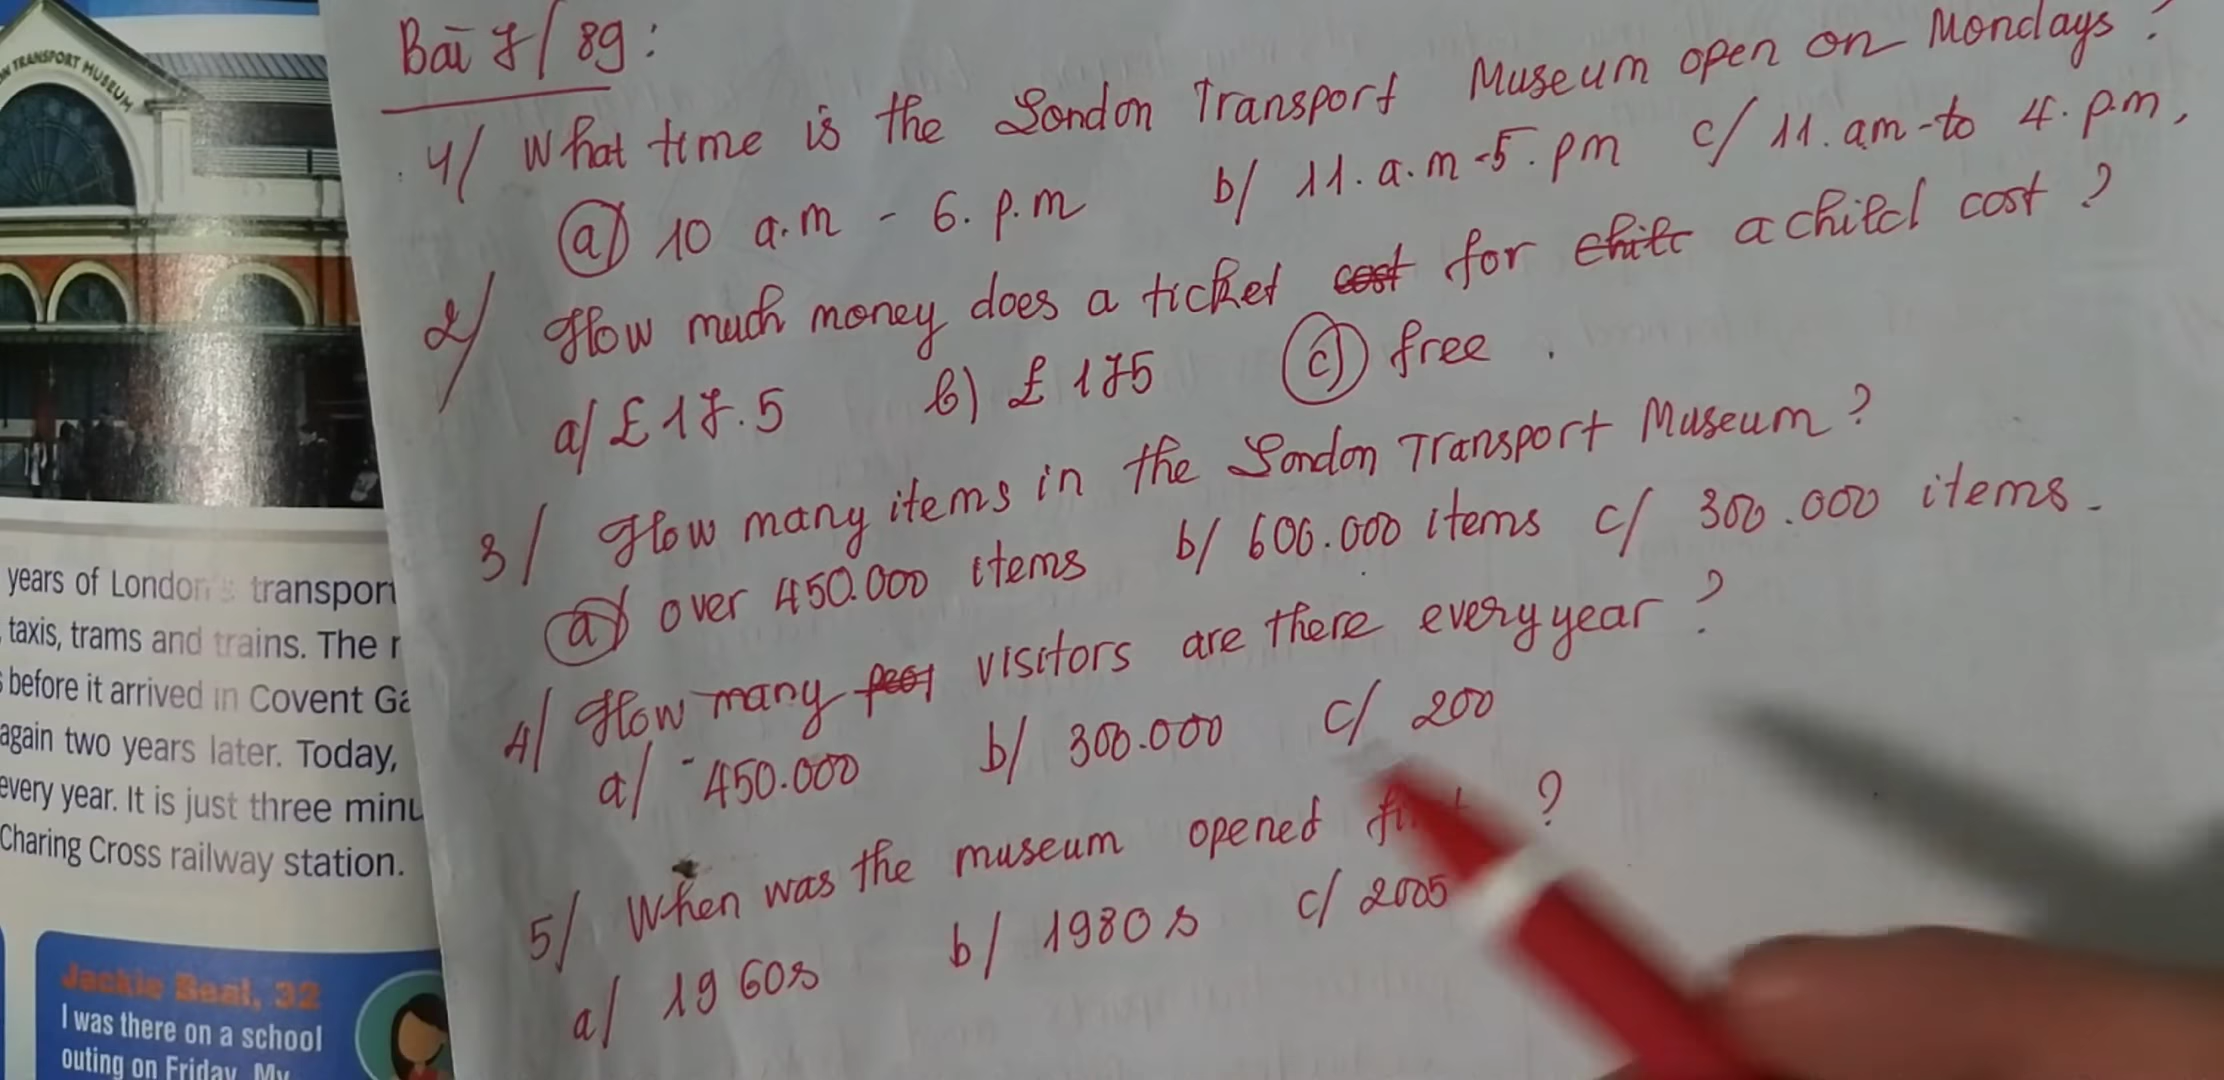 N TRANSPORT MUSEUM
years of London's transport
taxis, trams and trains. The
before it arrived in Covent
again two years later. Today,
every year. It is just three
Charing Cross railway station.
Jackie Beal, 32
I was there on a school
outing on Friday. My
Bài 7/89:
1/ What time is the London Transport Museum open on Mondays?
a) 10 a.m - 6. p.m b/ 11. a.m - 5. pm c/ 11. am - to 4. p.m,
2/ How much money does a ticket cost for a child cost?
a/ £17.5 b) £175 c) free.
3/ How many items in the London Transport Museum?
a) over 450.000 items b/ 600.000 items c/ 300.000 items.
4/ How many visitors are there every year?
a/ 450.000 b/ 300.000 c/ 200
5/ When was the museum opened ?
a/ 1960s b/ 1980s c/ 2005